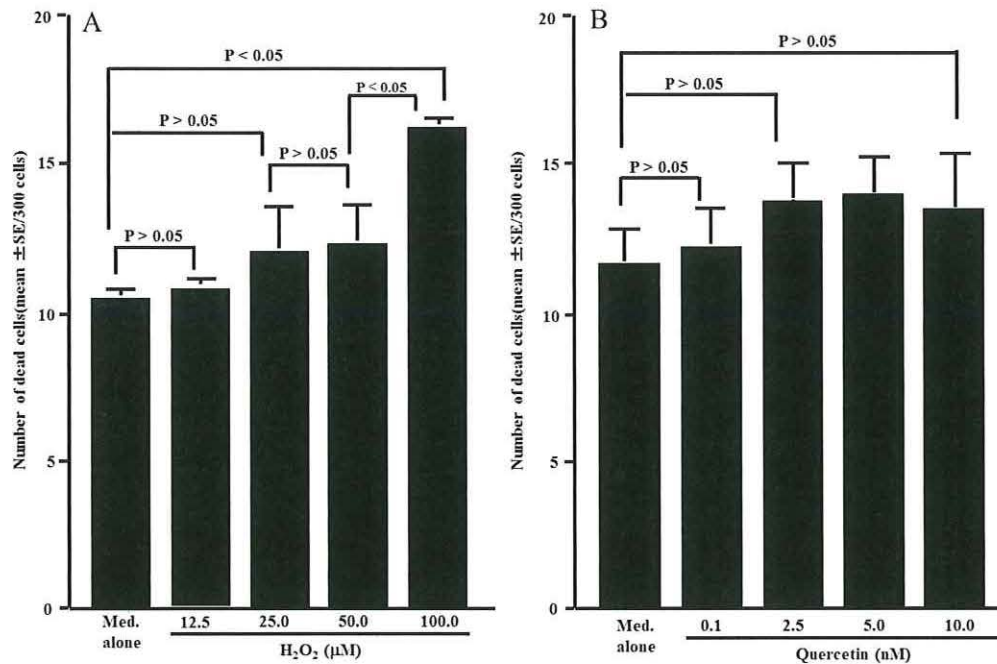 A
Number of dead cells(mean ±SE/300 cells)
20
15
10
5
0
P < 0.05
P < 0.05
P > 0.05
P > 0.05
P > 0.05
Med.
alone
12.5 25.0 50.0 100.0
H₂O₂ (μM)
B
Number of dead cells(mean ±SE/300 cells)
20
15
10
5
0
P > 0.05
P > 0.05
P > 0.05
Med.
alone
0.1 2.5 5.0 10.0
Quercetin (nM)